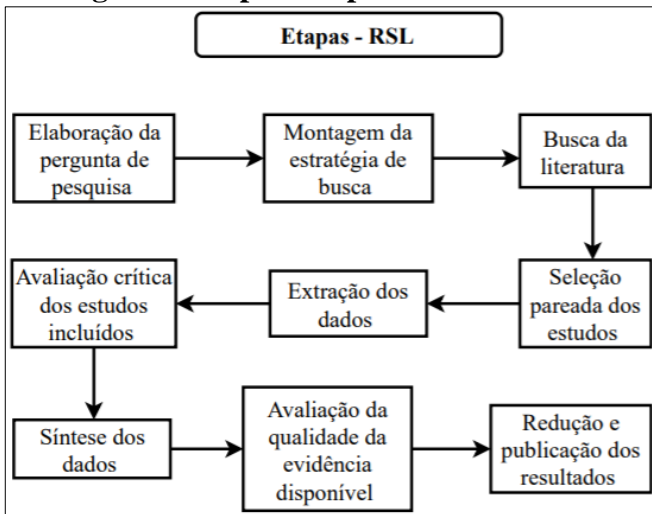 Etapas - RSL
Elaboração da
pergunta de
pesquisa
Montagem da
estratégia de
busca
Busca da
literatura
Seleção
pareada dos
estudos
Extração dos
dados
Avaliação crítica
dos estudos
incluídos
Síntese dos
dados
Avaliação da
qualidade da
evidência
disponível
Redução e
publicação dos
resultados